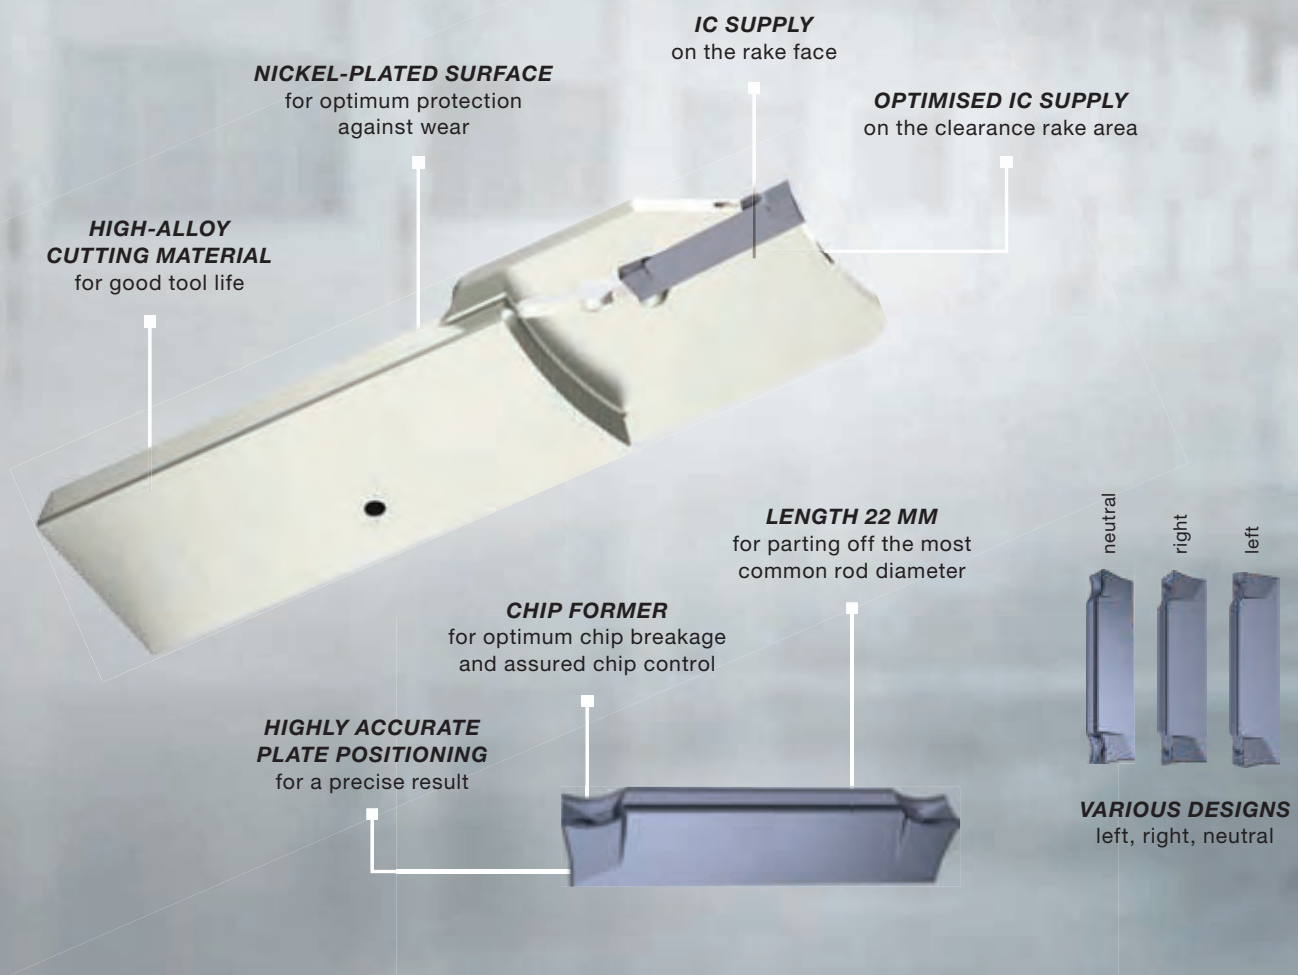 IC SUPPLY
on the rake face
NICKEL-PLATED SURFACE
for optimum protection
against wear
OPTIMISED IC SUPPLY
on the clearance rake area
HIGH-ALLOY
CUTTING MATERIAL
for good tool life
LENGTH 22 MM
for parting off the most
common rod diameter
neutral
right
left
CHIP FORMER
for optimum chip breakage
and assured chip control
HIGHLY ACCURATE
PLATE POSITIONING
for a precise result
VARIOUS DESIGNS
left, right, neutral